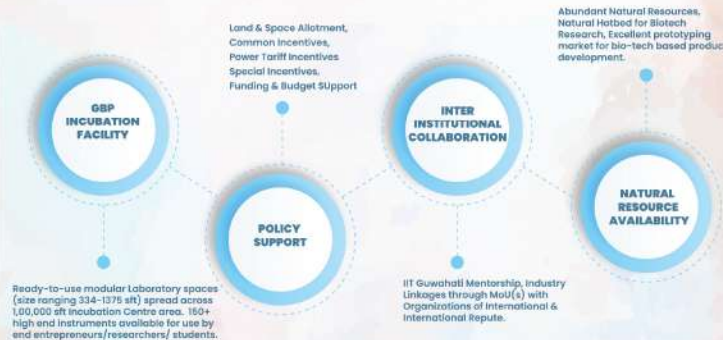 Abundant Natural Resources,
Natural Hotbed for Biotech
Research, Excellent prototyping
market for bio-tech based produc
development.
Land & Space Allotment,
Common Incentives,
Power Tariff Incentives
Special Incentives,
Funding & Budget SUpport
GBP
INCUBATION
FACILITY
INTER
INSTITUTIONAL
COLLABORATION
POLICY
SUPPORT
NATURAL
RESOURCE
AVAILABILITY
Ready-to-use modular Laboratory spaces
(size ranging 334-1375 sft) spread across
1,00,000 sft Incubation Centre area. 150+
high end instruments available for use by
end entrepreneurs/researchers/ students.
IIT Guwahati Mentorship, Industry
Linkages through MoU(s) with
Organizations of International &
International Repute.